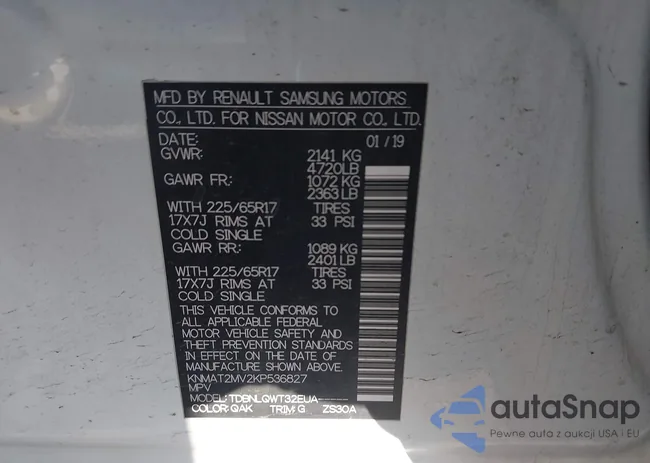 MFD BY RENAULT SAMSUNG MOTORS
CO., LTD. FOR NISSAN MOTOR CO., LTD.
DATE: 01/19
GVWR: 2141 KG
4720LB
GAWR FR: 1072 KG
2363 LB
WITH 225/65R17 TIRES
17X7J RIMS AT 33 PSI
COLD SINGLE
GAWR RR: 1089 KG
2401 LB
WITH 225/65R17 TIRES
17X7J RIMS AT 33 PSI
COLD SINGLE
THIS VEHICLE CONFORMS TO
ALL APPLICABLE FEDERAL
MOTOR VEHICLE SAFETY AND
THEFT PREVENTION STANDARDS
IN EFFECT ON THE DATE OF
MANUFACTURE SHOWN ABOVE.
KNMAT2MV2KP536827
MPV
MODEL: TDBNLQWT32EUA-----
COLOR: QAK TRIM: G ZS30A
autaSnap
Pewne auto z aukcji USA i EU